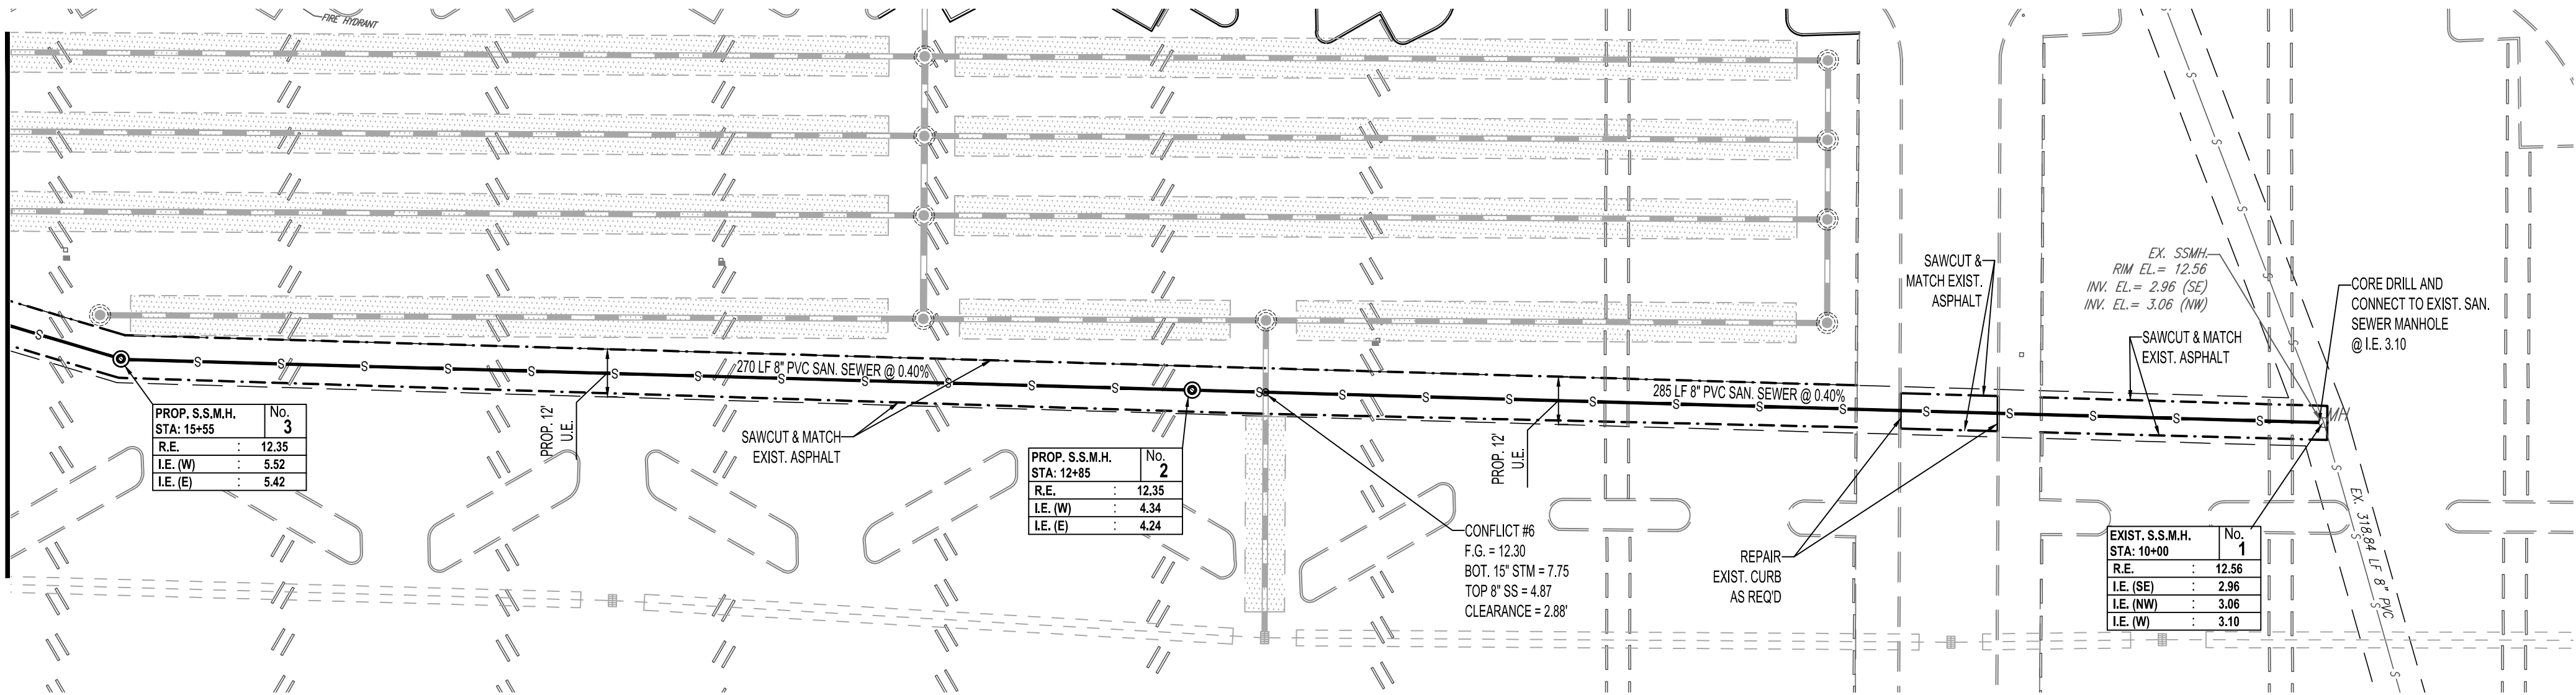 FIRE HYDRANT
PROP. S.S.M.H.
STA: 15+55
No.
3
R.E. : 12.35
I.E. (W) : 5.52
I.E. (E) : 5.42
PROP. 12'
U.E.
270 LF 8" PVC SAN. SEWER @ 0.40%
SAWCUT & MATCH
EXIST. ASPHALT
PROP. S.S.M.H.
STA: 12+85
No.
2
R.E. : 12.35
I.E. (W) : 4.34
I.E. (E) : 4.24
CONFLICT #6
F.G. = 12.30
BOT. 15" STM = 7.75
TOP 8" SS = 4.87
CLEARANCE = 2.88'
PROP. 12'
U.E.
285 LF 8" PVC SAN. SEWER @ 0.40%
REPAIR
EXIST. CURB
AS REQ'D
SAWCUT &
MATCH EXIST.
ASPHALT
EX. SSMH
RIM EL.= 12.56
INV. EL.= 2.96 (SE)
INV. EL.= 3.06 (NW)
SAWCUT & MATCH
EXIST. ASPHALT
CORE DRILL AND
CONNECT TO EXIST. SAN.
SEWER MANHOLE
@ I.E. 3.10
MH
EX. 318.84 LF 8" PVC
EXIST. S.S.M.H.
STA: 10+00
No.
1
R.E. : 12.56
I.E. (SE) : 2.96
I.E. (NW) : 3.06
I.E. (W) : 3.10